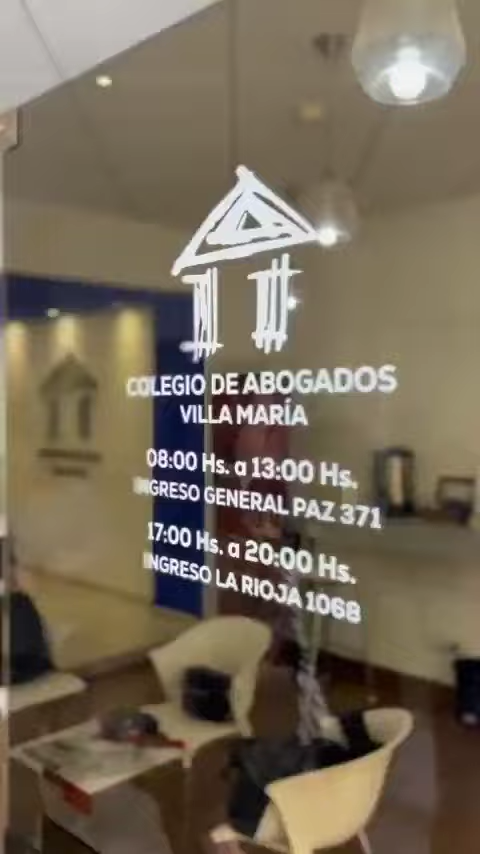 COLEGIO DE ABOGADOS
VILLA MARÍA
08:00 Hs. a 13:00 Hs.
INGRESO GENERAL PAZ 371
17:00 Hs. a 20:00 Hs.
INGRESO LA RIOJA 1068